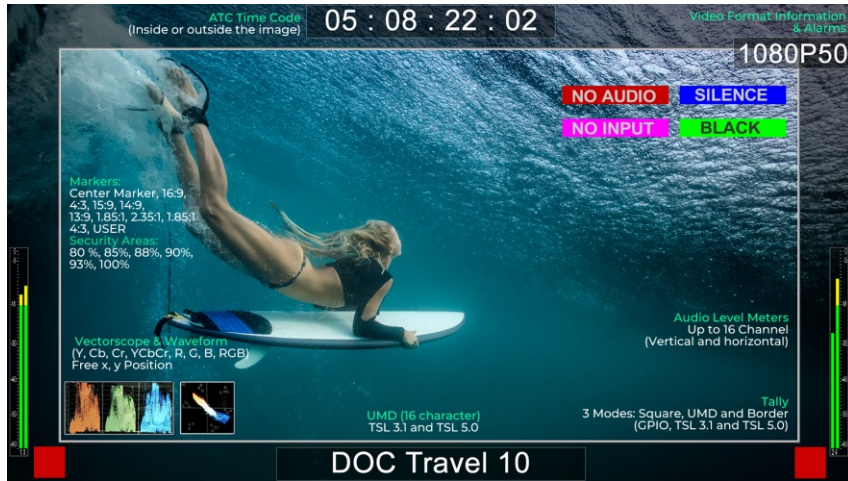 ATC Time Code
(Inside or outside the image)
05 : 08 : 22 : 02
Video Format Information
& Alarms
1080P50
NO AUDIO
SILENCE
NO INPUT
BLACK
Markers:
Center Marker, 16:9,
4:3, 15:9, 14:9,
13:9, 1.85:1, 2.35:1, 1.85:1
4:3, USER
Security Areas:
80 %, 85%, 88%, 90%,
93%, 100%
Audio Level Meters
Up to 16 Channel
(Vertical and horizontal)
Vectorscope & Waveform
(Y, Cb, Cr, YCbCr, R, G, B, RGB)
Free x, y Position
UMD (16 character)
TSL 3.1 and TSL 5.0
Tally
3 Modes: Square, UMD and Border
(GPIO, TSL 3.1 and TSL 5.0)
DOC Travel 10